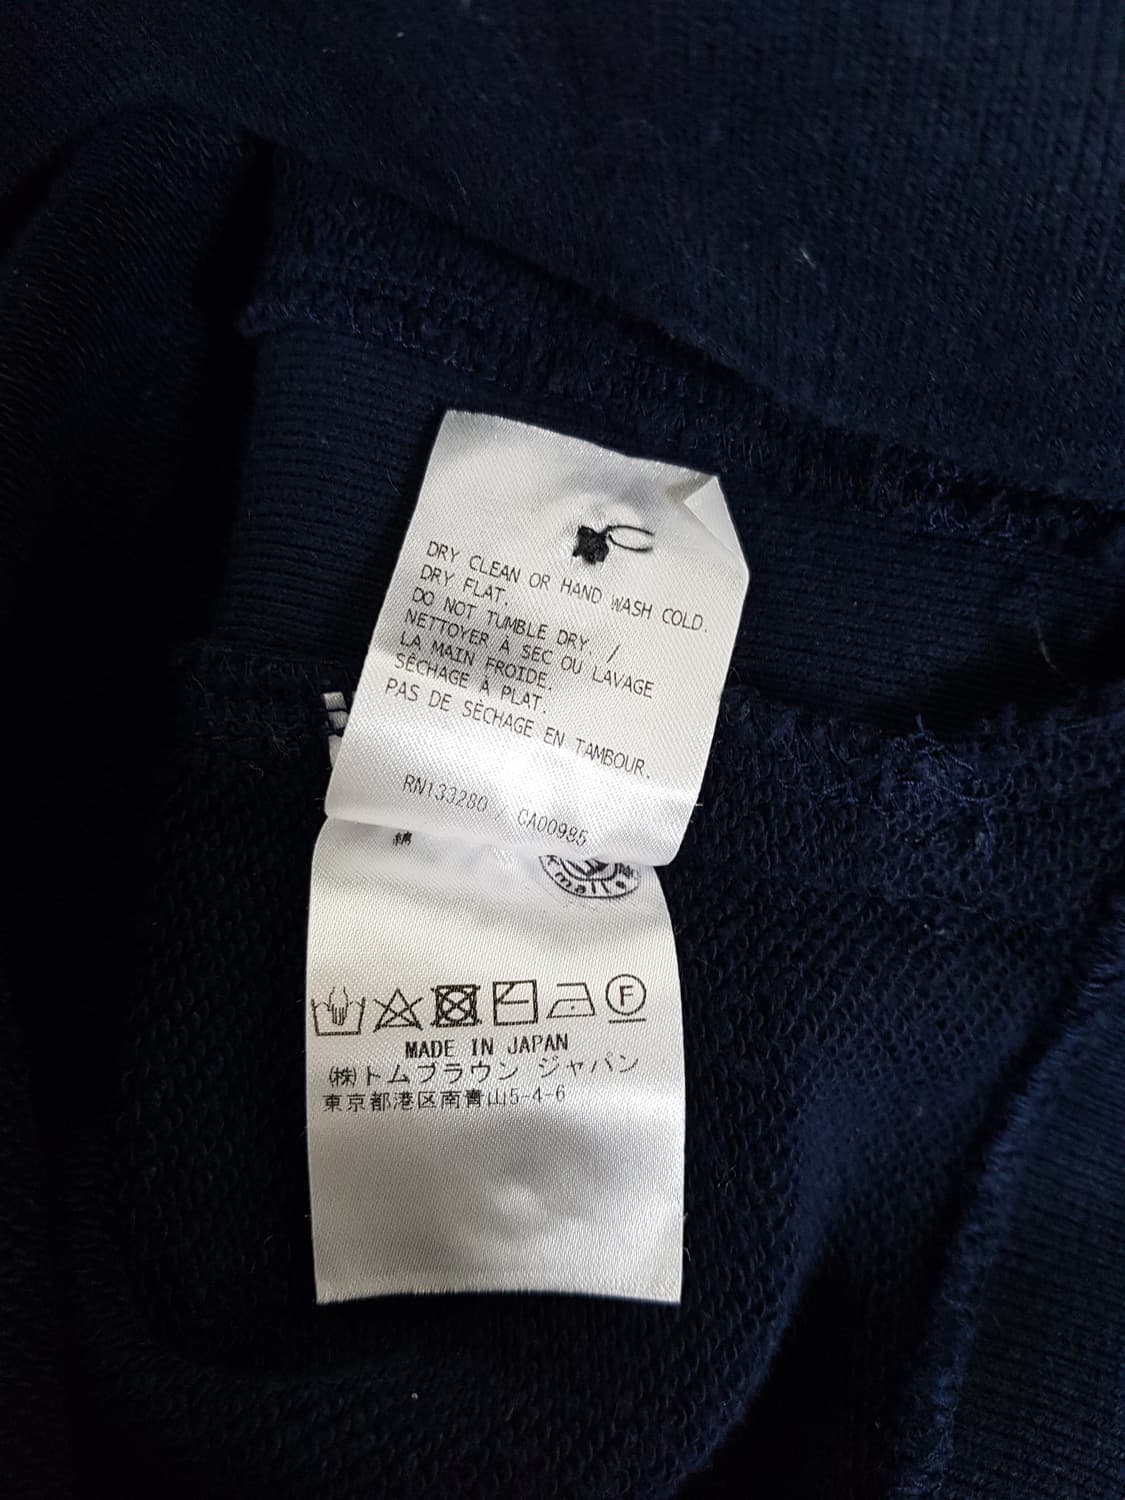 DRY CLEAN OR HAND WASH COLD.
DRY FLAT.
DO NOT TUMBLE DRY. /
NETTOYER À SEC OU LAVAGE
LA MAIN FROIDE.
SÉCHAGE À PLAT.
PAS DE SÉCHAGE EN TAMBOUR.
RN133280 / CA00985
綿
F
MADE IN JAPAN
(株)トムブラウン ジャパン
東京都港区南青山5-4-6